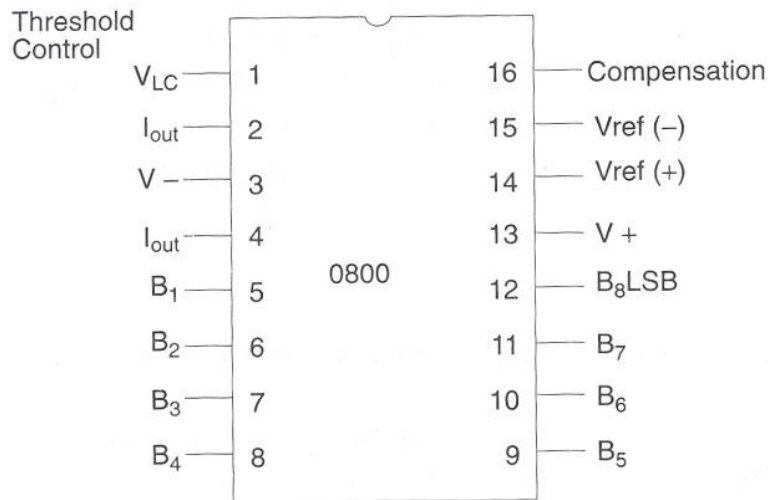 Threshold
Control
V_LC 1 16 Compensation
I_out 2 15 Vref (–)
V – 3 14 Vref (+)
I_out 4 13 V +
B_1 5 0800 12 B_8LSB
B_2 6 11 B_7
B_3 7 10 B_6
B_4 8 9 B_5